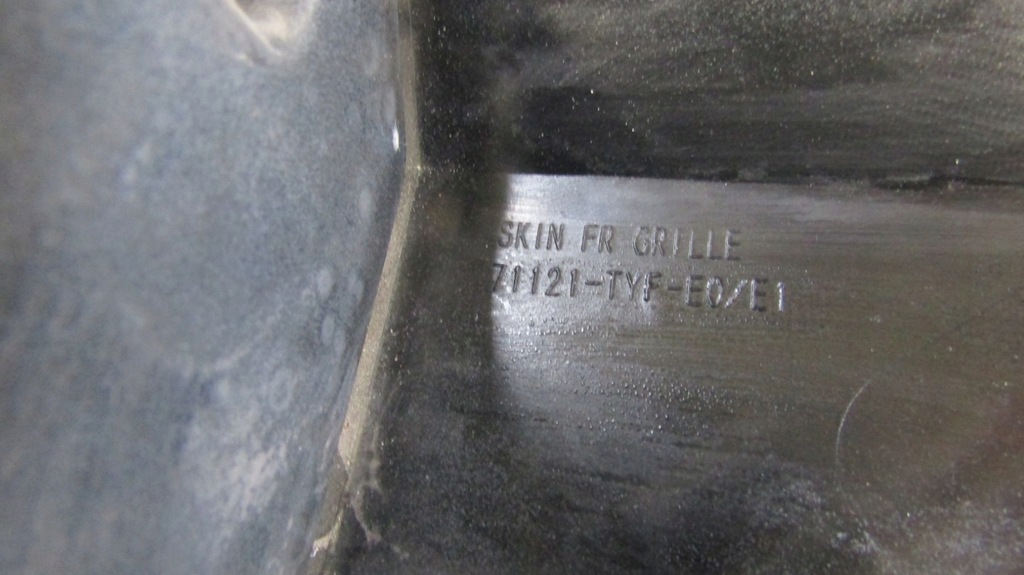 SKIN FR GRILLE
71121-TYF-E0/E1